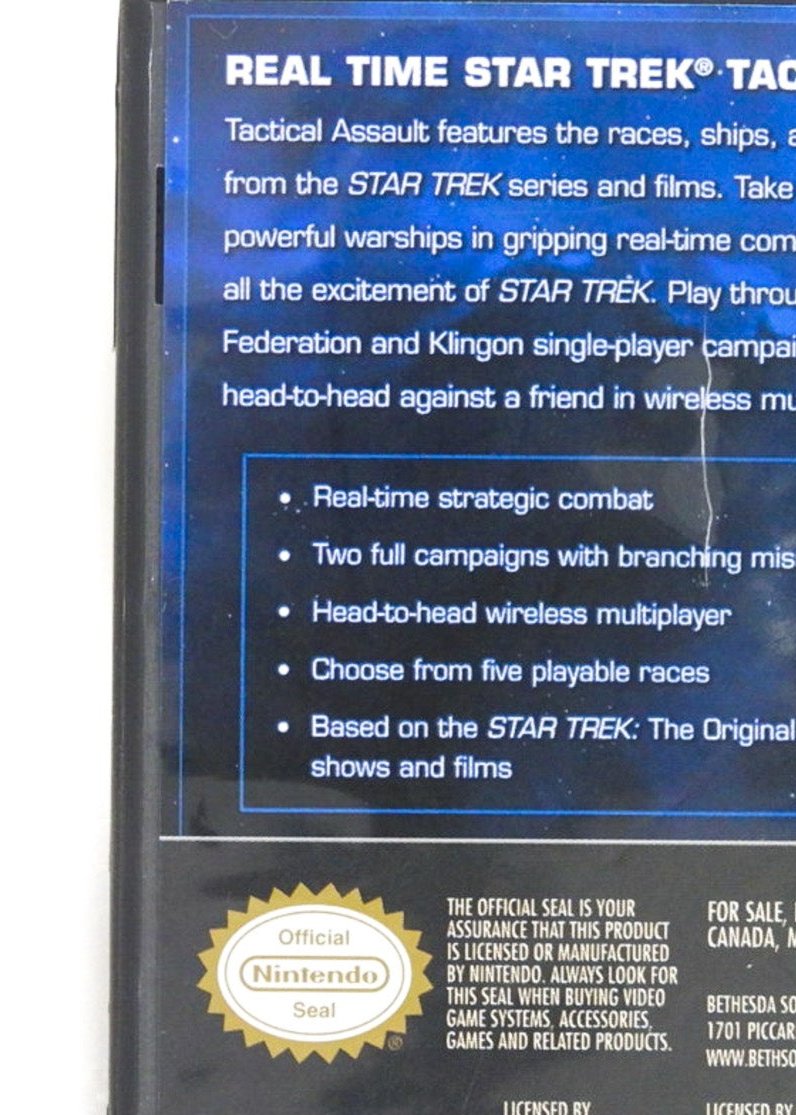 REAL TIME STAR TREK® TAC
Tactical Assault features the races, ships, a
from the STAR TREK series and films. Take
powerful warships in gripping real-time com
all the excitement of STAR TREK. Play throu
Federation and Klingon single-player campai
head-to-head against a friend in wireless mu
• Real-time strategic combat
• Two full campaigns with branching mis
• Head-to-head wireless multiplayer
• Choose from five playable races
• Based on the STAR TREK: The Original
shows and films
Official
Nintendo
Seal
®
THE OFFICIAL SEAL IS YOUR
ASSURANCE THAT THIS PRODUCT
IS LICENSED OR MANUFACTURED
BY NINTENDO. ALWAYS LOOK FOR
THIS SEAL WHEN BUYING VIDEO
GAME SYSTEMS, ACCESSORIES,
GAMES AND RELATED PRODUCTS.
FOR SALE,
CANADA, M
BETHESDA SO
1701 PICCAR
WWW.BETHSO
LICENSED BY
LICENSED BY